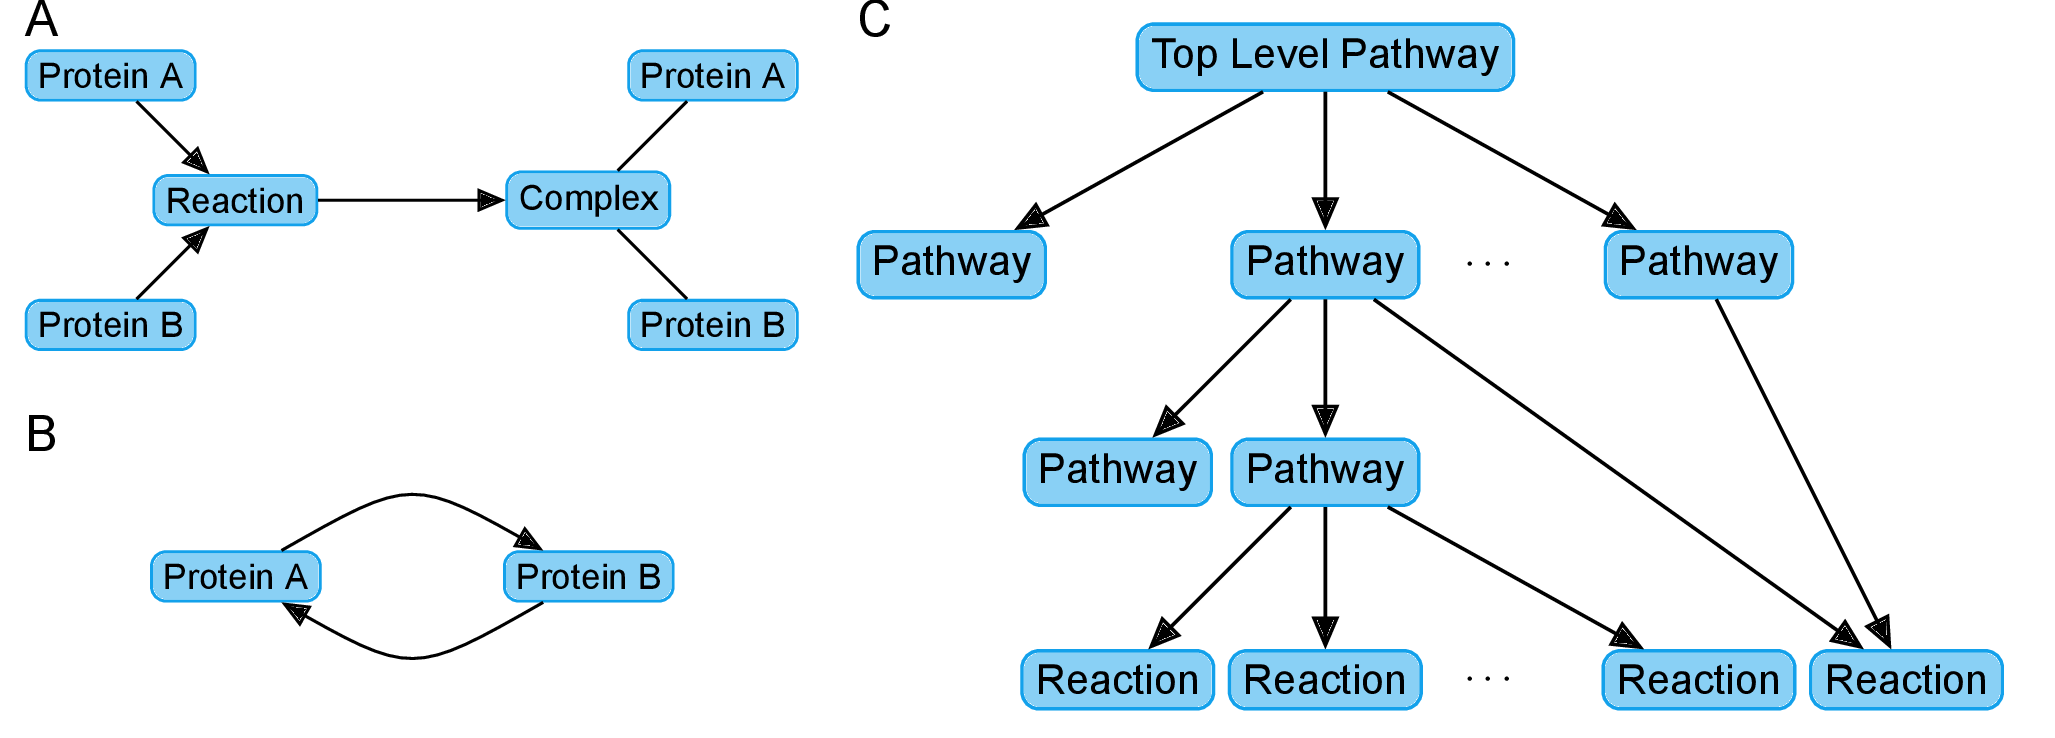 A
Protein A
Protein A
Reaction
Complex
Protein B
Protein B
B
Protein A
Protein B
C
Top Level Pathway
Pathway
Pathway
. . .
Pathway
Pathway
Pathway
Reaction
Reaction
. . .
Reaction
Reaction